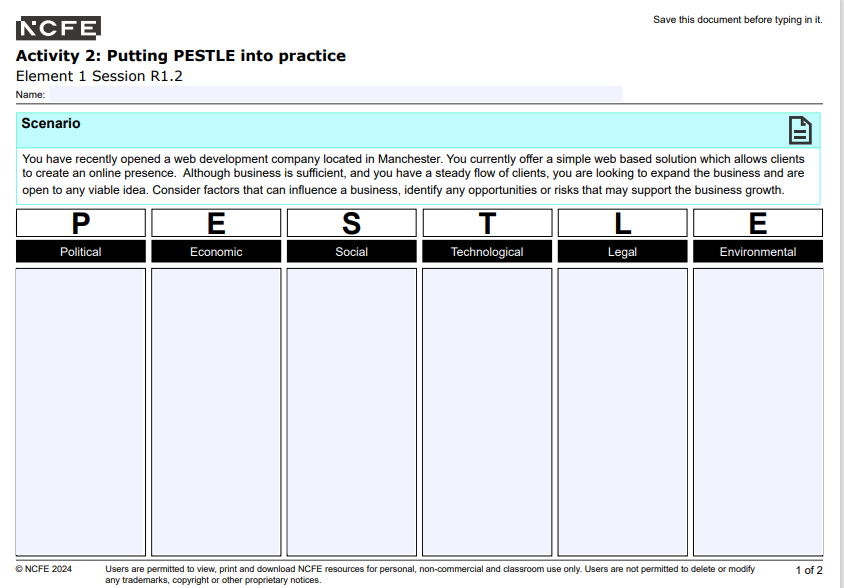 NCFE
Save this document before typing in it.
Activity 2: Putting PESTLE into practice
Element 1 Session R1.2
Name:
Scenario
You have recently opened a web development company located in Manchester. You currently offer a simple web based solution which allows clients
to create an online presence.  Although business is sufficient, and you have a steady flow of clients, you are looking to expand the business and are
open to any viable idea. Consider factors that can influence a business, identify any opportunities or risks that may support the business growth.
P E S T L E
Political Economic Social Technological Legal Environmental
© NCFE 2024 Users are permitted to view, print and download NCFE resources for personal, non-commercial and classroom use only. Users are not permitted to delete or modify 1 of 2
any trademarks, copyright or other proprietary notices.